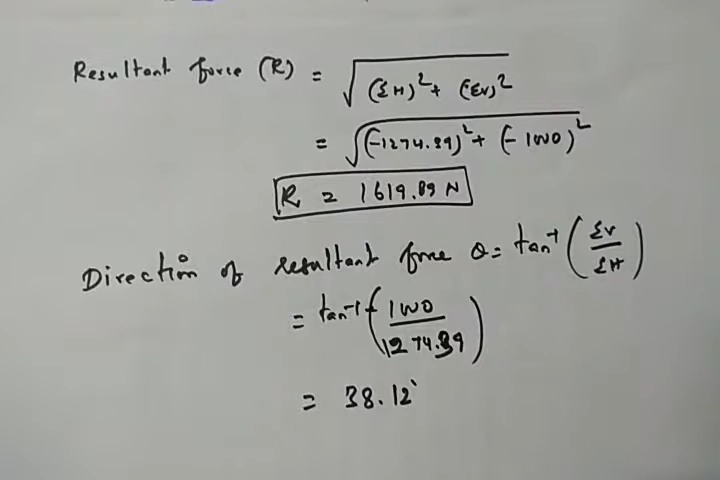 Resultant force (R) = √(ΣH)² + (ΣV)²
= √(-1274.89)² + (-1000)²
R = 1619.89 N
Direction of resultant force θ = tan⁻¹ (ΣV/ΣH)
= tan⁻¹ (1000/1274.89)
= 38.12°